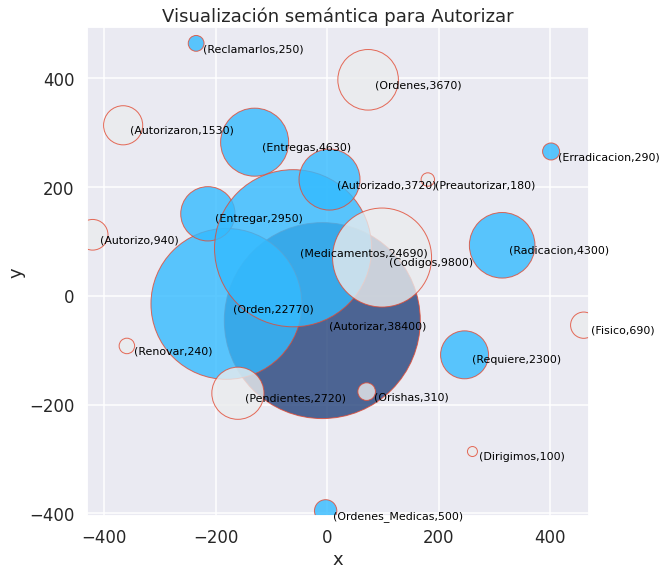 Visualización semántica para Autorizar
(Reclamarlos,250)
(Ordenes,3670)
(Autorizaron,1530)
(Entregas,4630)
(Erradicacion,290)
(Autorizado,3720)
(Preautorizar,180)
(Entregar,2950)
(Autorizo,940)
(Medicamentos,24690)
(Codigos,9800)
(Radicacion,4300)
(Orden,22770)
(Autorizar,38400)
(Fisico,690)
(Renovar,240)
(Requiere,2300)
(Pendientes,2720)
(Orishas,310)
(Dirigimos,100)
(Ordenes_Medicas,500)
400
200
0
−200
−400
y
−400
−200
0
200
400
x